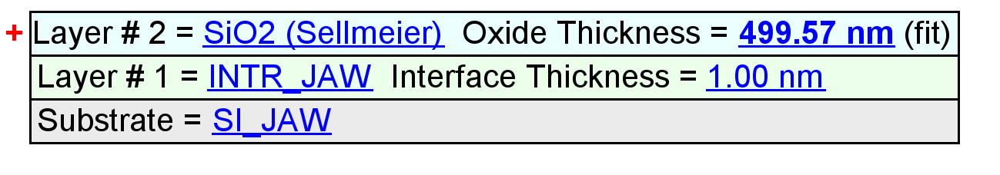 + Layer # 2 = SiO2 (Sellmeier) Oxide Thickness = 499.57 nm (fit)
Layer # 1 = INTR_JAW Interface Thickness = 1.00 nm
Substrate = SI_JAW